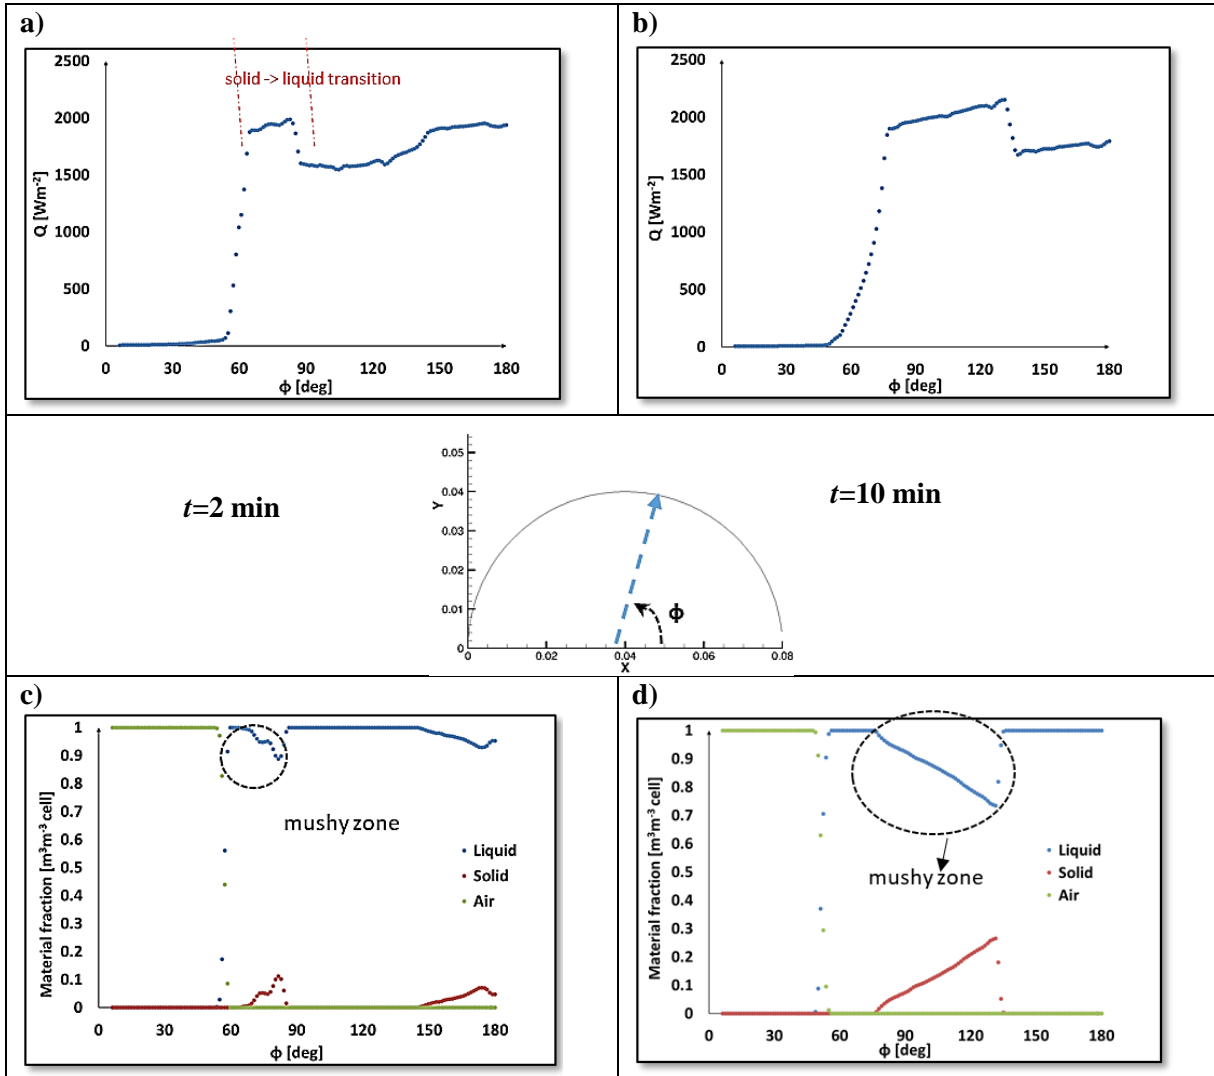 a)
2500
2000
1500
1000
500
0
Q [Wm-2]
solid -> liquid transition
0 30 60 90 120 150 180
ϕ [deg]
b)
2500
2000
1500
1000
500
0
Q [Wm-2]
0 30 60 90 120 150 180
ϕ [deg]
t=2 min
0.05
0.04
0.03
0.02
0.01
0
Y
ϕ
0 0.02 0.04 0.06 0.08
X
t=10 min
c)
1
0.9
0.8
0.7
0.6
0.5
0.4
0.3
0.2
0.1
0
Material fraction [m³m⁻³ cell]
mushy zone
Liquid
Solid
Air
0 30 60 90 120 150 180
ϕ [deg]
d)
1
0.9
0.8
0.7
0.6
0.5
0.4
0.3
0.2
0.1
0
Material fraction [m³m⁻³ cell]
mushy zone
Liquid
Solid
Air
0 30 60 90 120 150 180
ϕ [deg]